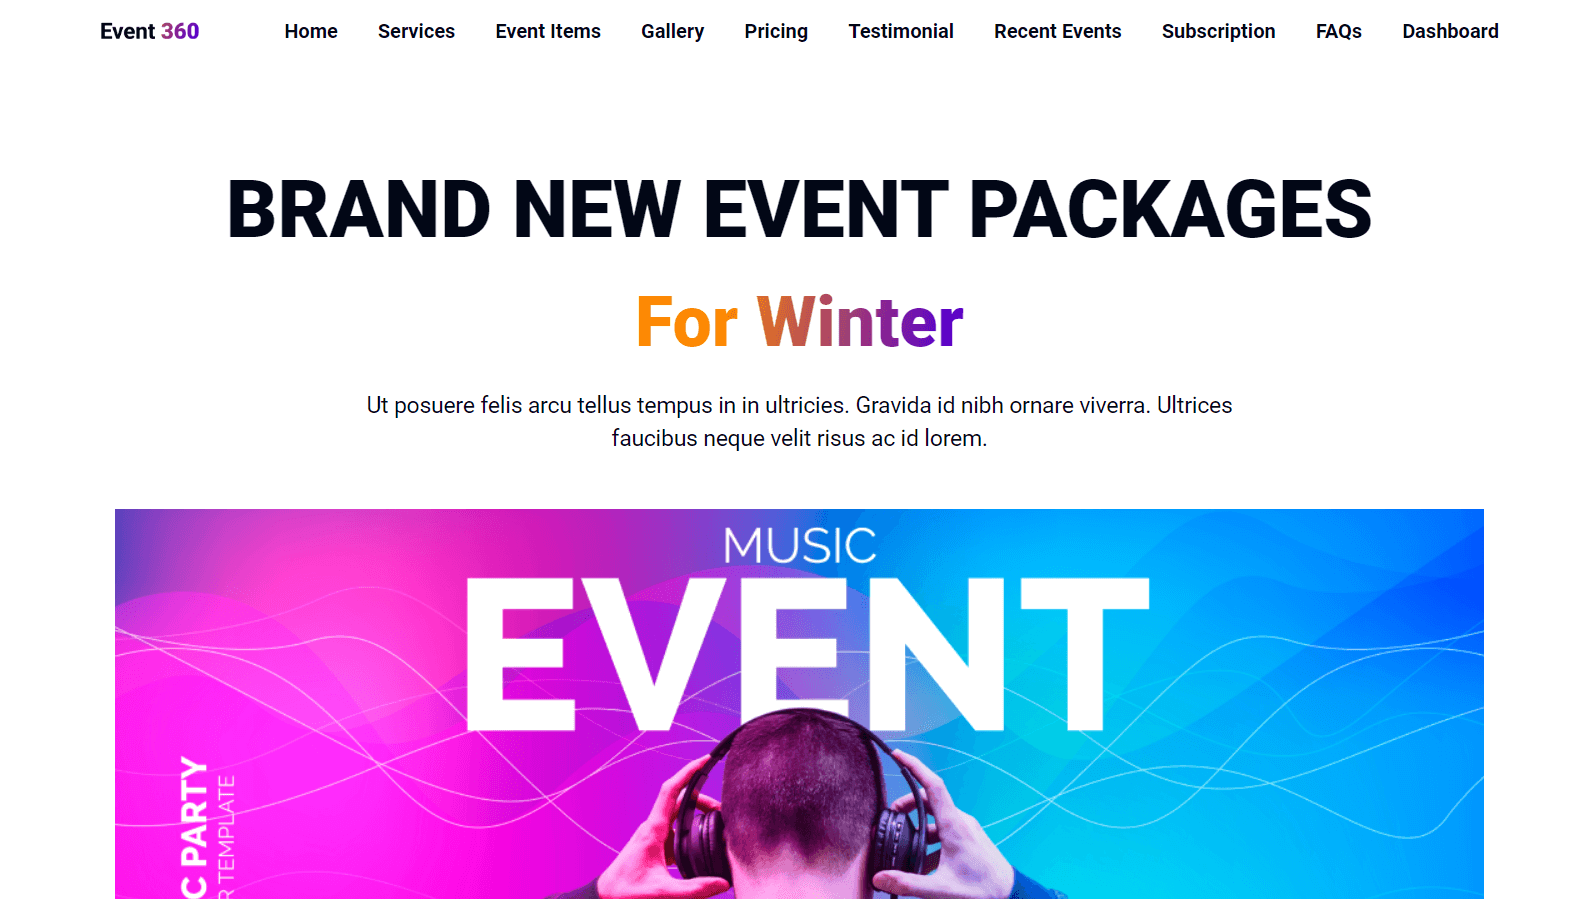 Event 360 Home Services Event Items Gallery Pricing Testimonial Recent Events Subscription FAQs Dashboard
BRAND NEW EVENT PACKAGES
For Winter
Ut posuere felis arcu tellus tempus in in ultricies. Gravida id nibh ornare viverra. Ultrices
faucibus neque velit risus ac id lorem.
MUSIC
EVENT
C PARTY
R TEMPLATE